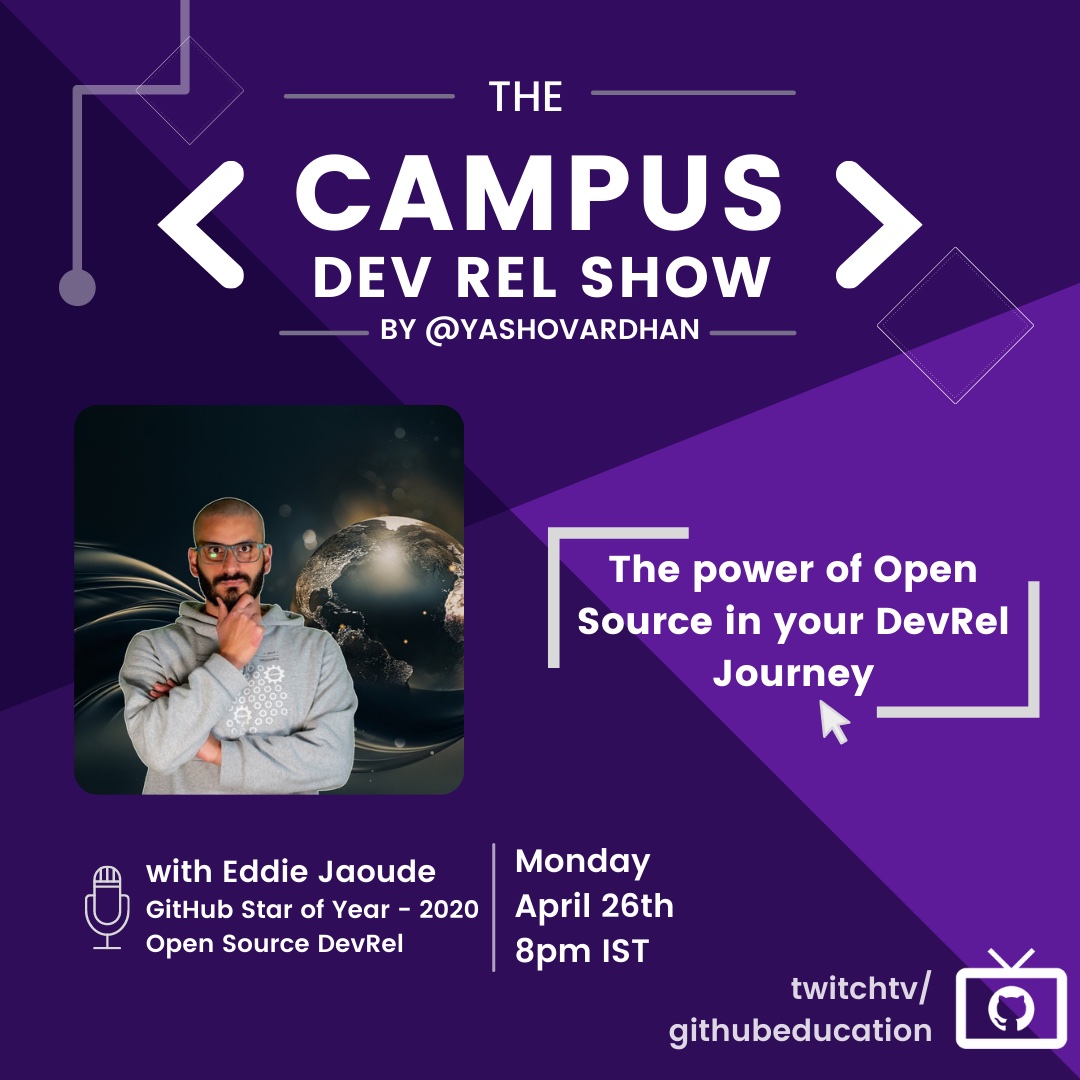 THE
CAMPUS
DEV REL SHOW
BY @YASHOVARDHAN
The power of Open
Source in your DevRel
Journey
with Eddie Jaoude
GitHub Star of Year - 2020
Open Source DevRel
Monday
April 26th
8pm IST
twitchtv/
githubeducation